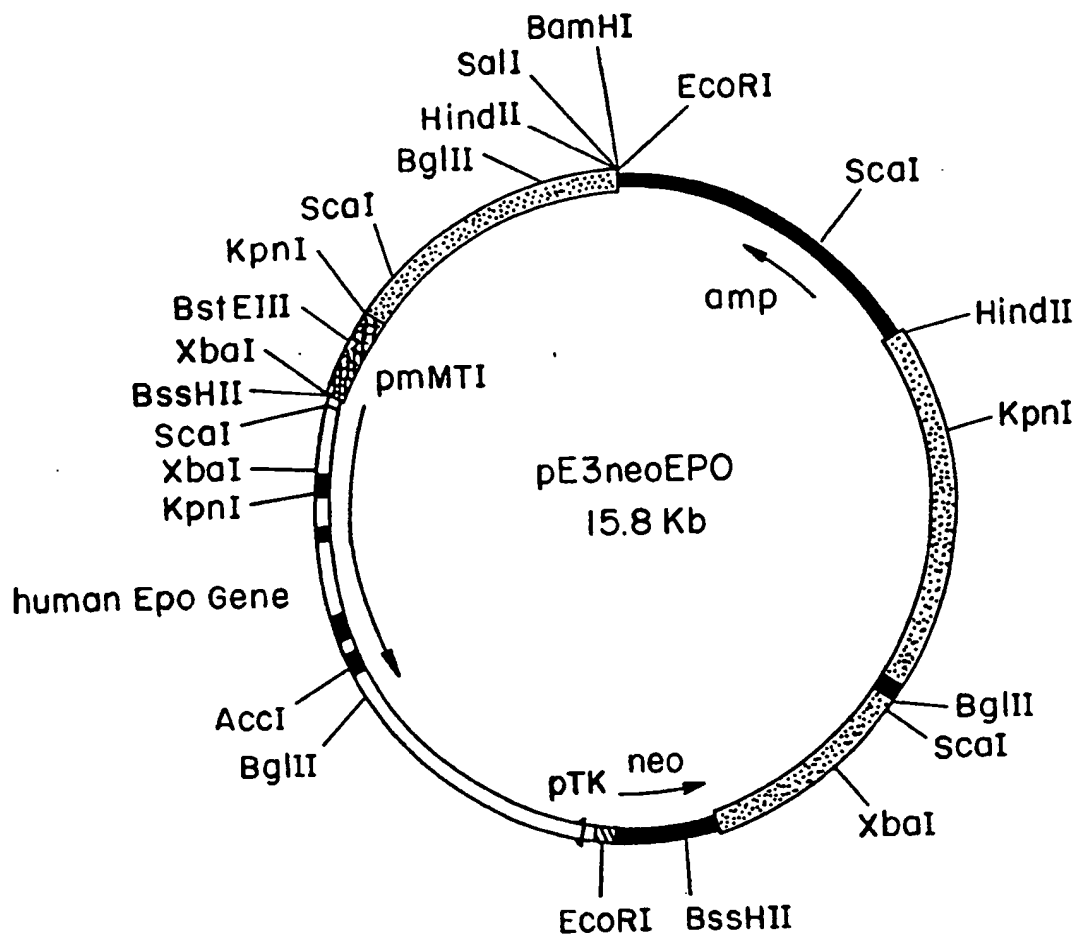 BamHI
SalI
EcoRI
HindII
BglII
ScaI
ScaI
KpnI
amp
BstEIII
HindII
XbaI
pmMTI
BssHII
KpnI
ScaI
XbaI
pE3neoEPO
KpnI
15.8 Kb
human Epo Gene
AccI
BglII
BglII
ScaI
neo
pTK
XbaI
EcoRI
BssHII